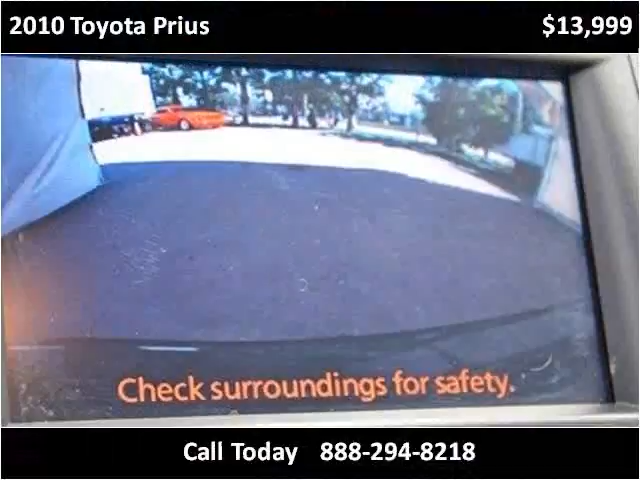 2010 Toyota Prius $13,999
Check surroundings for safety.
Call Today 888-294-8218